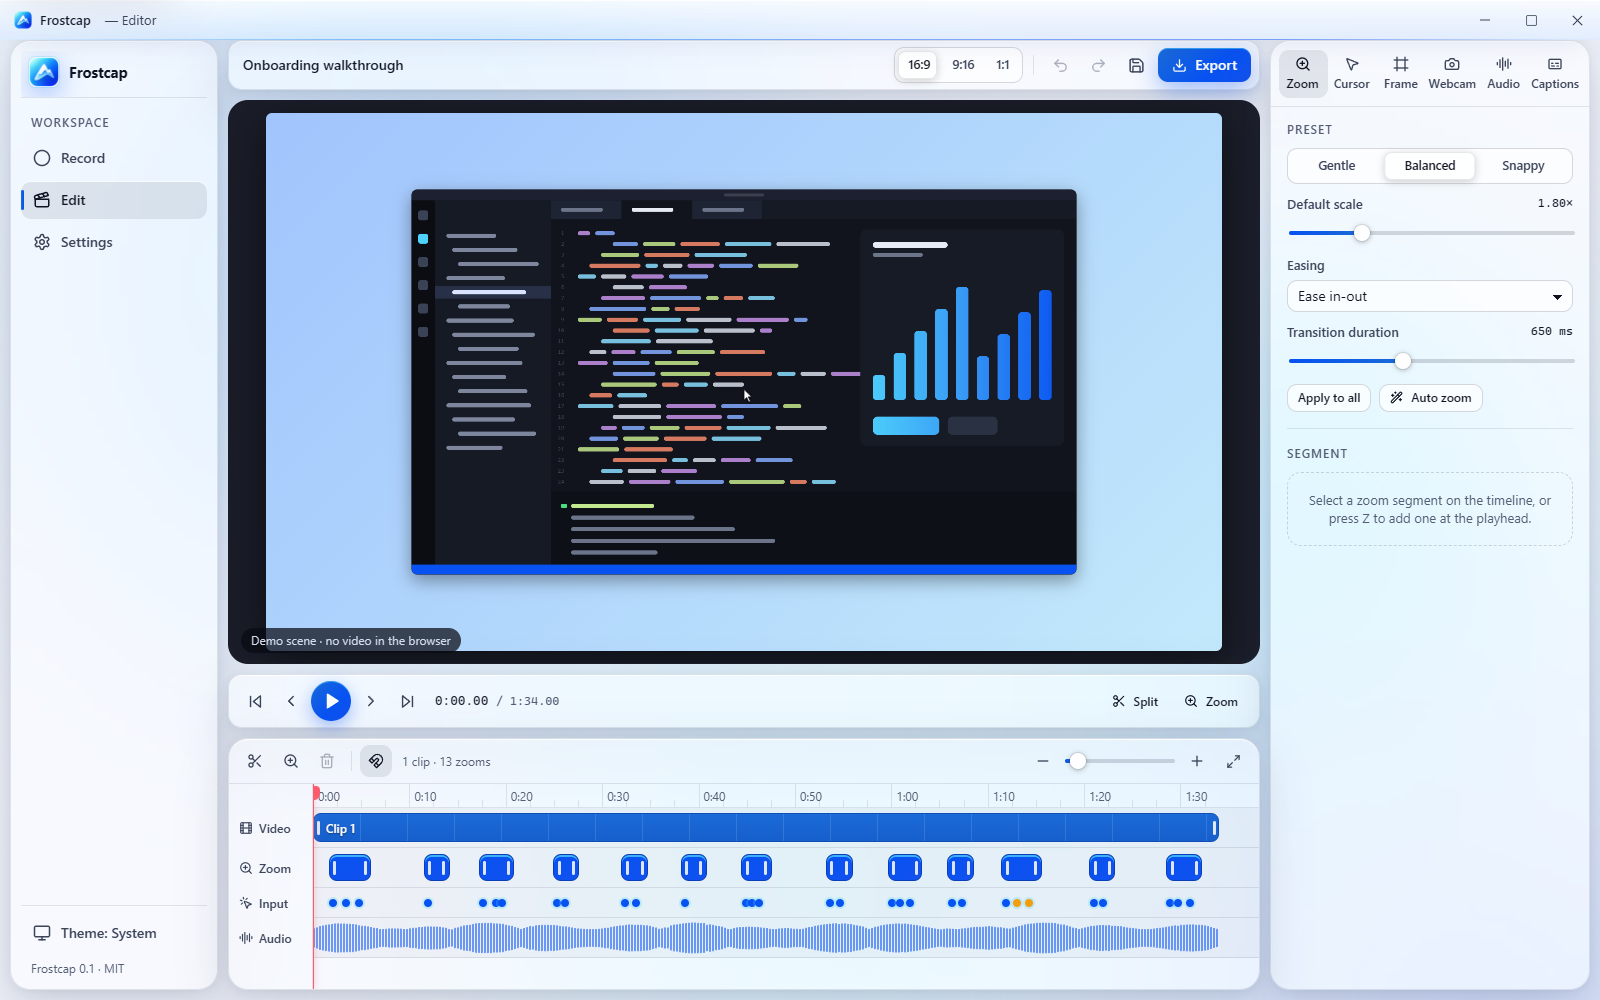 Frostcap — Editor
Frostcap
WORKSPACE
Record
Edit
Settings
Theme: System
Frostcap 0.1 · MIT
Onboarding walkthrough
16:9 9:16 1:1
Export
Demo scene · no video in the browser
0:00.00 / 1:34.00
Split Zoom
1 clip · 13 zooms
0:00 0:10 0:20 0:30 0:40 0:50 1:00 1:10 1:20 1:30
Video
Clip 1
Zoom
Input
Audio
Zoom Cursor Frame Webcam Audio Captions
PRESET
Gentle Balanced Snappy
Default scale 1.80×
Easing
Ease in-out
Transition duration 650 ms
Apply to all Auto zoom
SEGMENT
Select a zoom segment on the timeline, or
press Z to add one at the playhead.